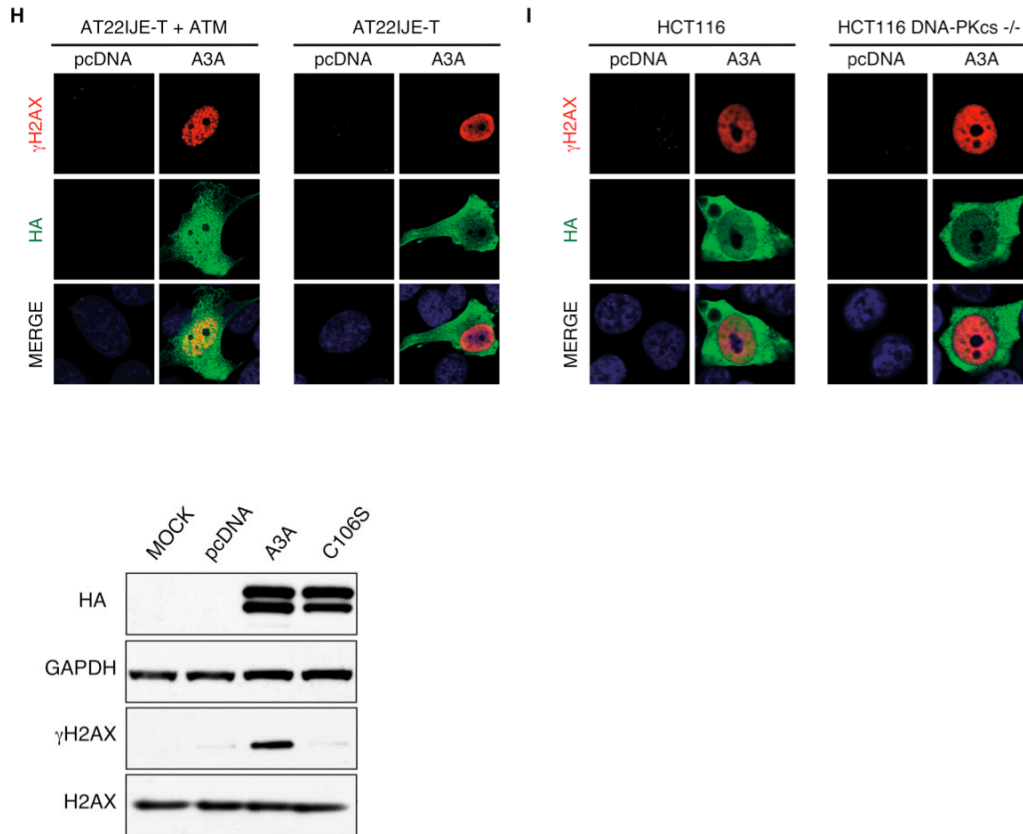 H
AT22IJE-T + ATM
AT22IJE-T
pcDNA
A3A
pcDNA
A3A
γH2AX
HA
MERGE
I
HCT116
HCT116 DNA-PKcs -/-
pcDNA
A3A
pcDNA
A3A
γH2AX
HA
MERGE
MOCK
pcDNA
A3A
C106S
HA
GAPDH
γH2AX
H2AX